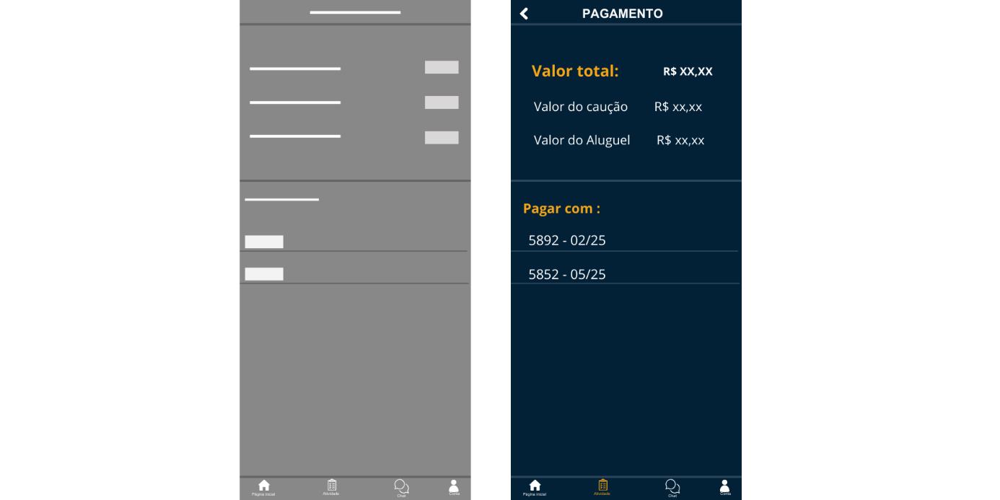 Página inicial
Atividade
Chat
Conta
PAGAMENTO
Valor total: R$ XX,XX
Valor do caução R$ xx,xx
Valor do Aluguel R$ xx,xx
Pagar com :
5892 - 02/25
5852 - 05/25
Página inicial
Atividade
Chat
Conta